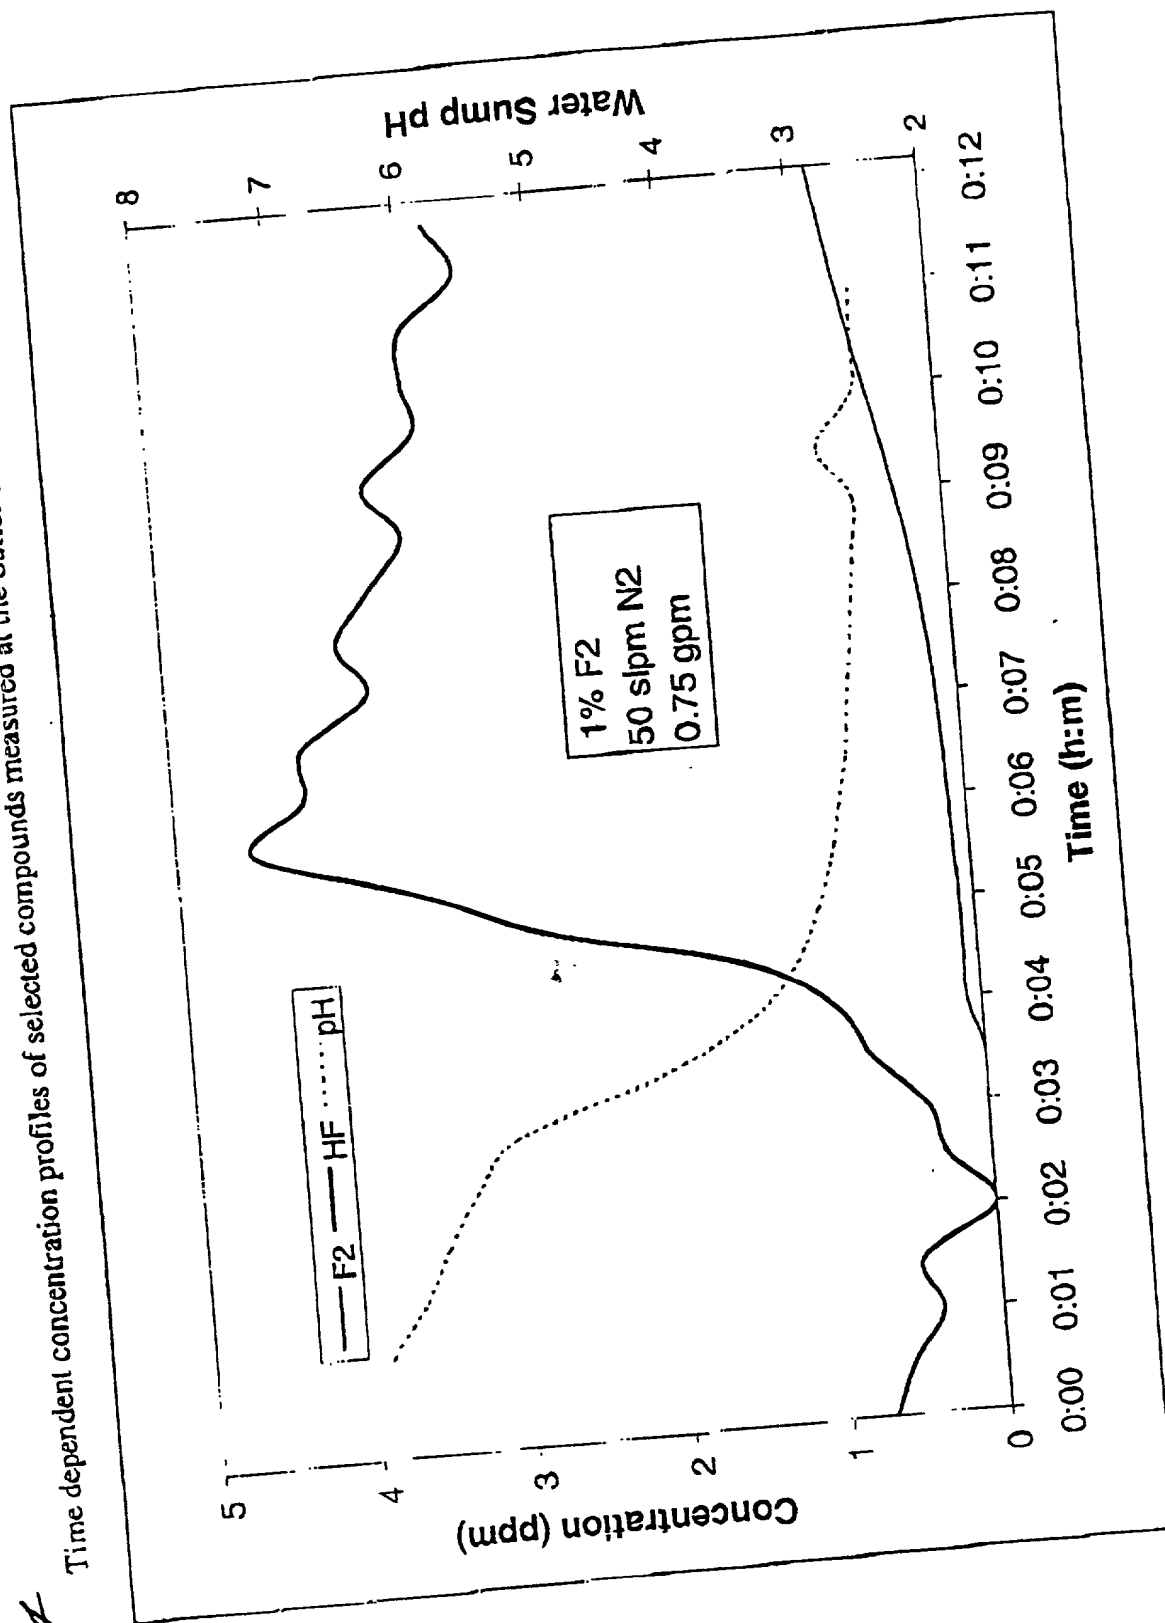 Time dependent concentration profiles of selected compounds measured at the
Concentration (ppm)
5
4
3
2
1
0
F2 HF pH
1% F2
50 slpm N2
0.75 gpm
Water Sump pH
8
7
6
5
4
3
2
0:00 0:01 0:02 0:03 0:04 0:05 0:06 0:07 0:08 0:09 0:10 0:11 0:12
Time (h:m)